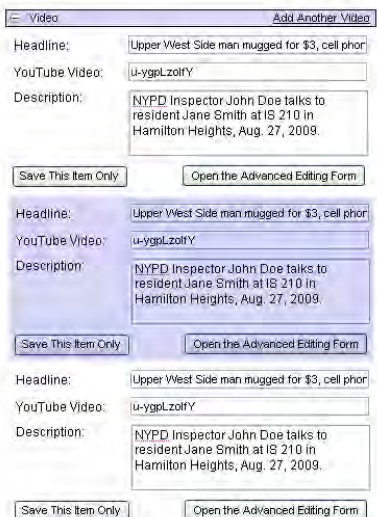 Video Add Another Video
Headline: Upper West Side man mugged for $3, cell phor
YouTube Video: u-ygpLzolfY
Description: NYPD Inspector John Doe talks to
resident Jane Smith at IS 210 in
Hamilton Heights, Aug. 27, 2009.
Save This Item Only Open the Advanced Editing Form
Headline: Upper West Side man mugged for $3, cell phor
YouTube Video: u-ygpLzolfY
Description: NYPD Inspector John Doe talks to
resident Jane Smith at IS 210 in
Hamilton Heights, Aug. 27, 2009.
Save This Item Only Open the Advanced Editing Form
Headline: Upper West Side man mugged for $3, cell phor
YouTube Video: u-ygpLzolfY
Description: NYPD Inspector John Doe talks to
resident Jane Smith at IS 210 in
Hamilton Heights, Aug. 27, 2009.
Save This Item Only Open the Advanced Editing Form